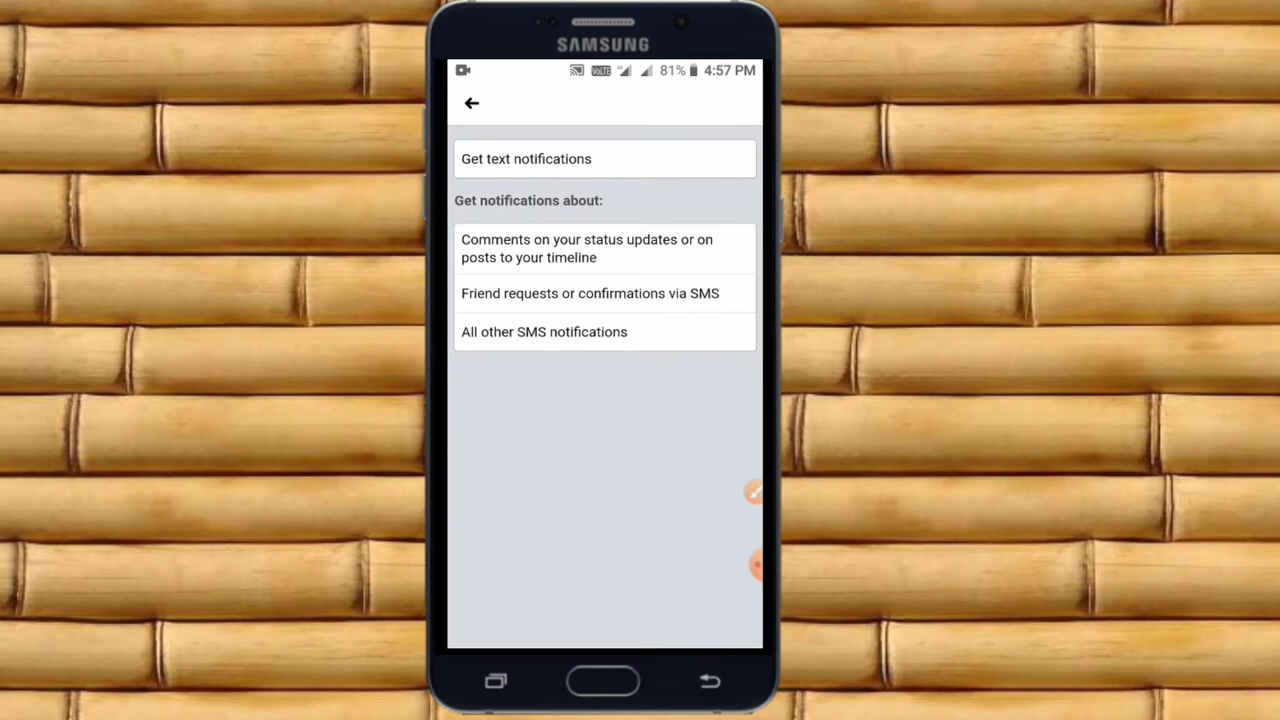 SAMSUNG
VoLTE 81% 4:57 PM
Get text notifications
Get notifications about:
Comments on your status updates or on
posts to your timeline
Friend requests or confirmations via SMS
All other SMS notifications